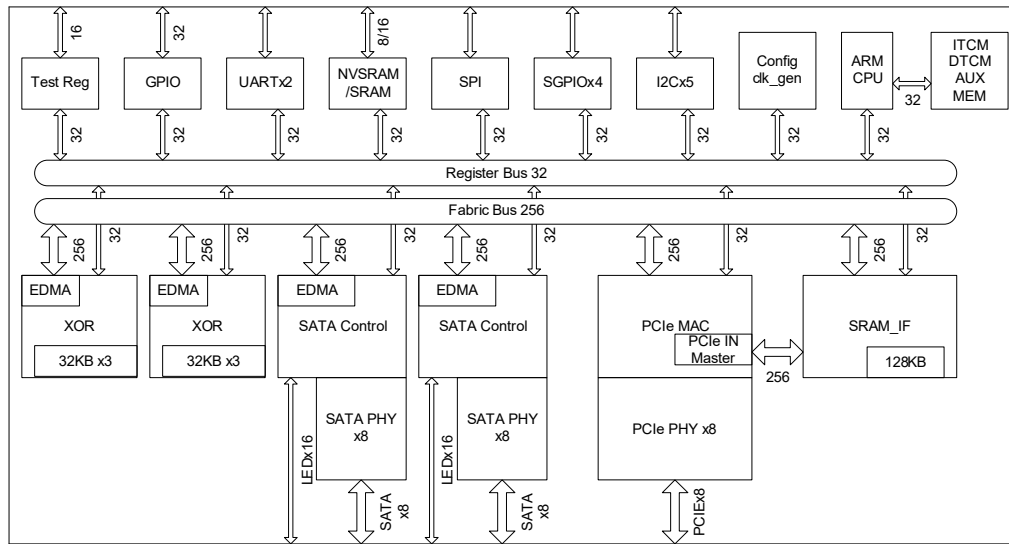 16
32
8/16
Test Reg
GPIO
UARTx2
NVSRAM
/SRAM
SPI
SGPIOx4
I2Cx5
Config
clk_gen
ARM
CPU
32
ITCM
DTCM
AUX
MEM
32
32
32
32
32
32
32
32
32
Register Bus 32
Fabric Bus 256
256
32
256
32
256
32
256
32
256
32
256
32
EDMA
XOR
32KB x3
EDMA
XOR
32KB x3
EDMA
SATA Control
EDMA
SATA Control
PCIe MAC
PCIe IN
Master
256
SRAM_IF
128KB
LEDx16
SATA PHY
x8
LEDx16
SATA PHY
x8
PCIe PHY x8
SATA
x8
SATA
x8
PCIEx8